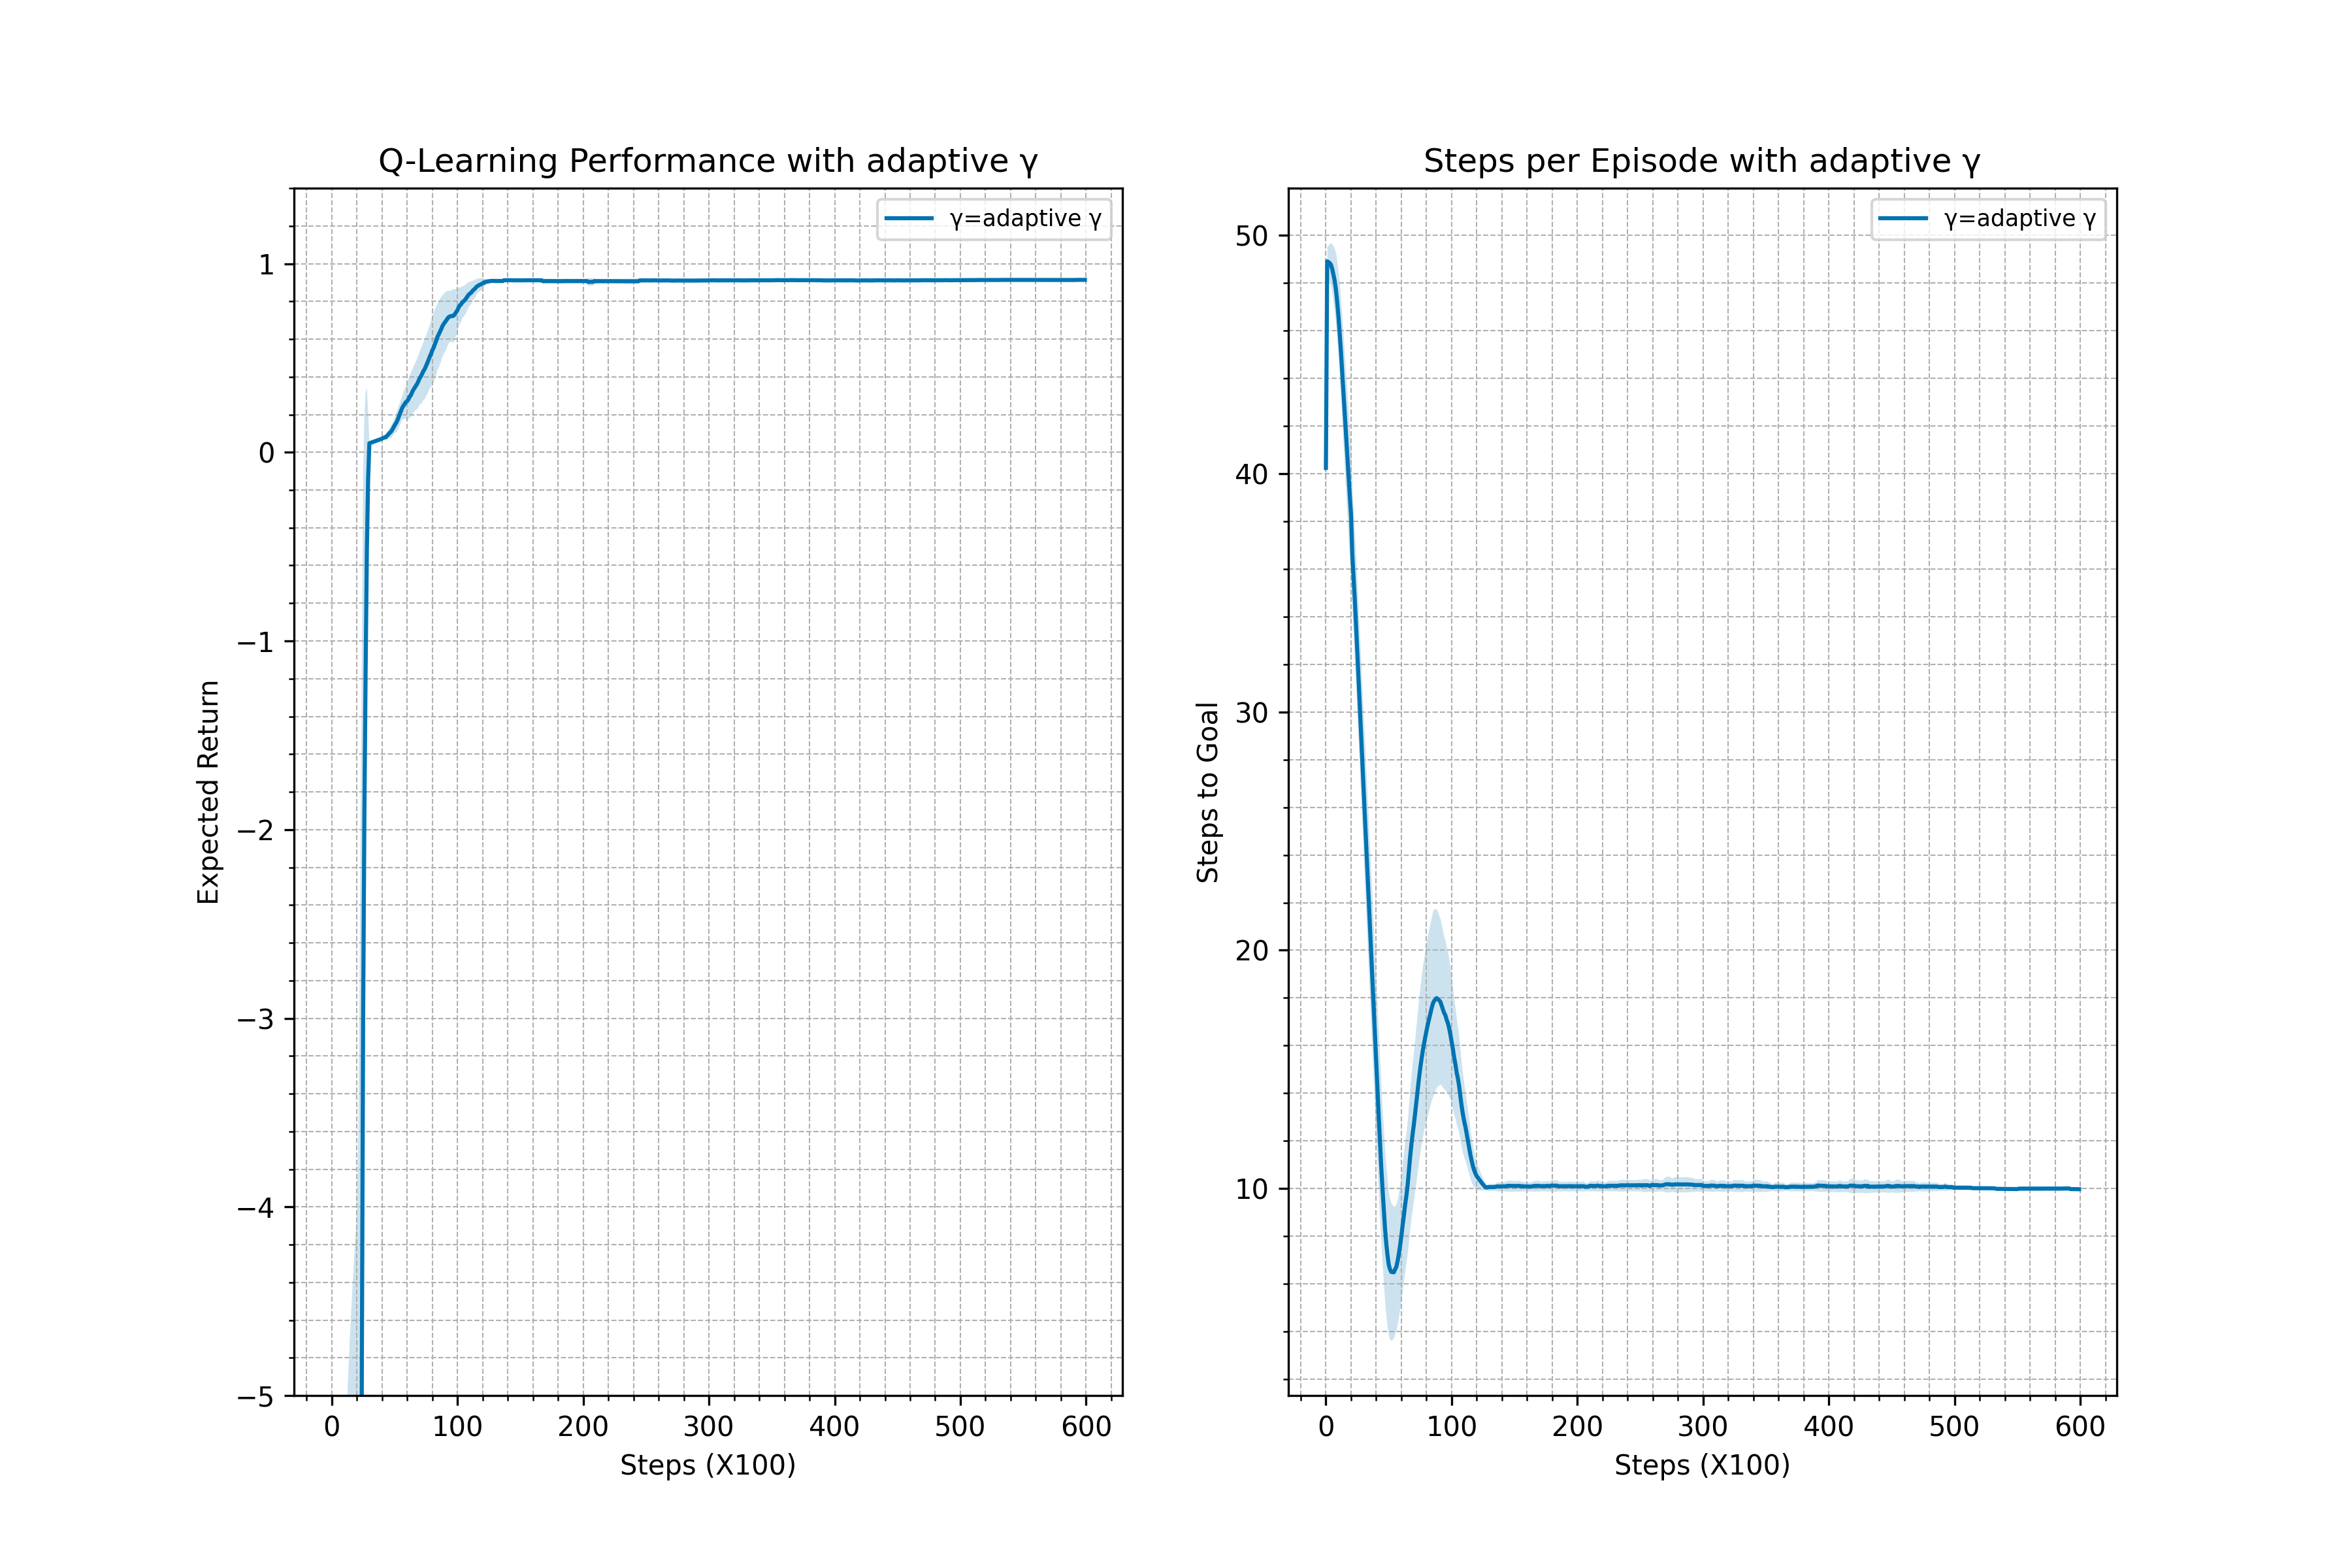 Q-Learning Performance with adaptive γ
γ=adaptive γ
1
0
−1
−2
−3
−4
−5
Expected Return
0 100 200 300 400 500 600
Steps (X100)
Steps per Episode with adaptive γ
γ=adaptive γ
50
40
30
20
10
Steps to Goal
0 100 200 300 400 500 600
Steps (X100)